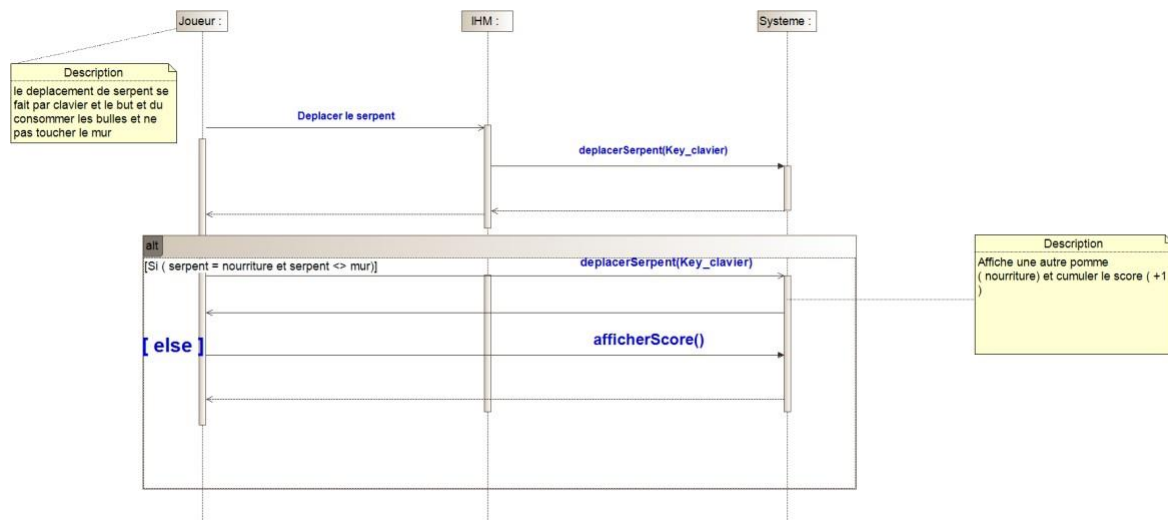 Joueur :
IHM :
Systeme :
Description
le deplacement de serpent se
fait par clavier et le but et du
consommer les bulles et ne
pas toucher le mur
Deplacer le serpent
deplacerSerpent(Key_clavier)
alt
[Si ( serpent = nourriture et serpent <> mur)]
deplacerSerpent(Key_clavier)
Description
Affiche une autre pomme
( nourriture) et cumuler le score ( +1
)
[ else ]
afficherScore()